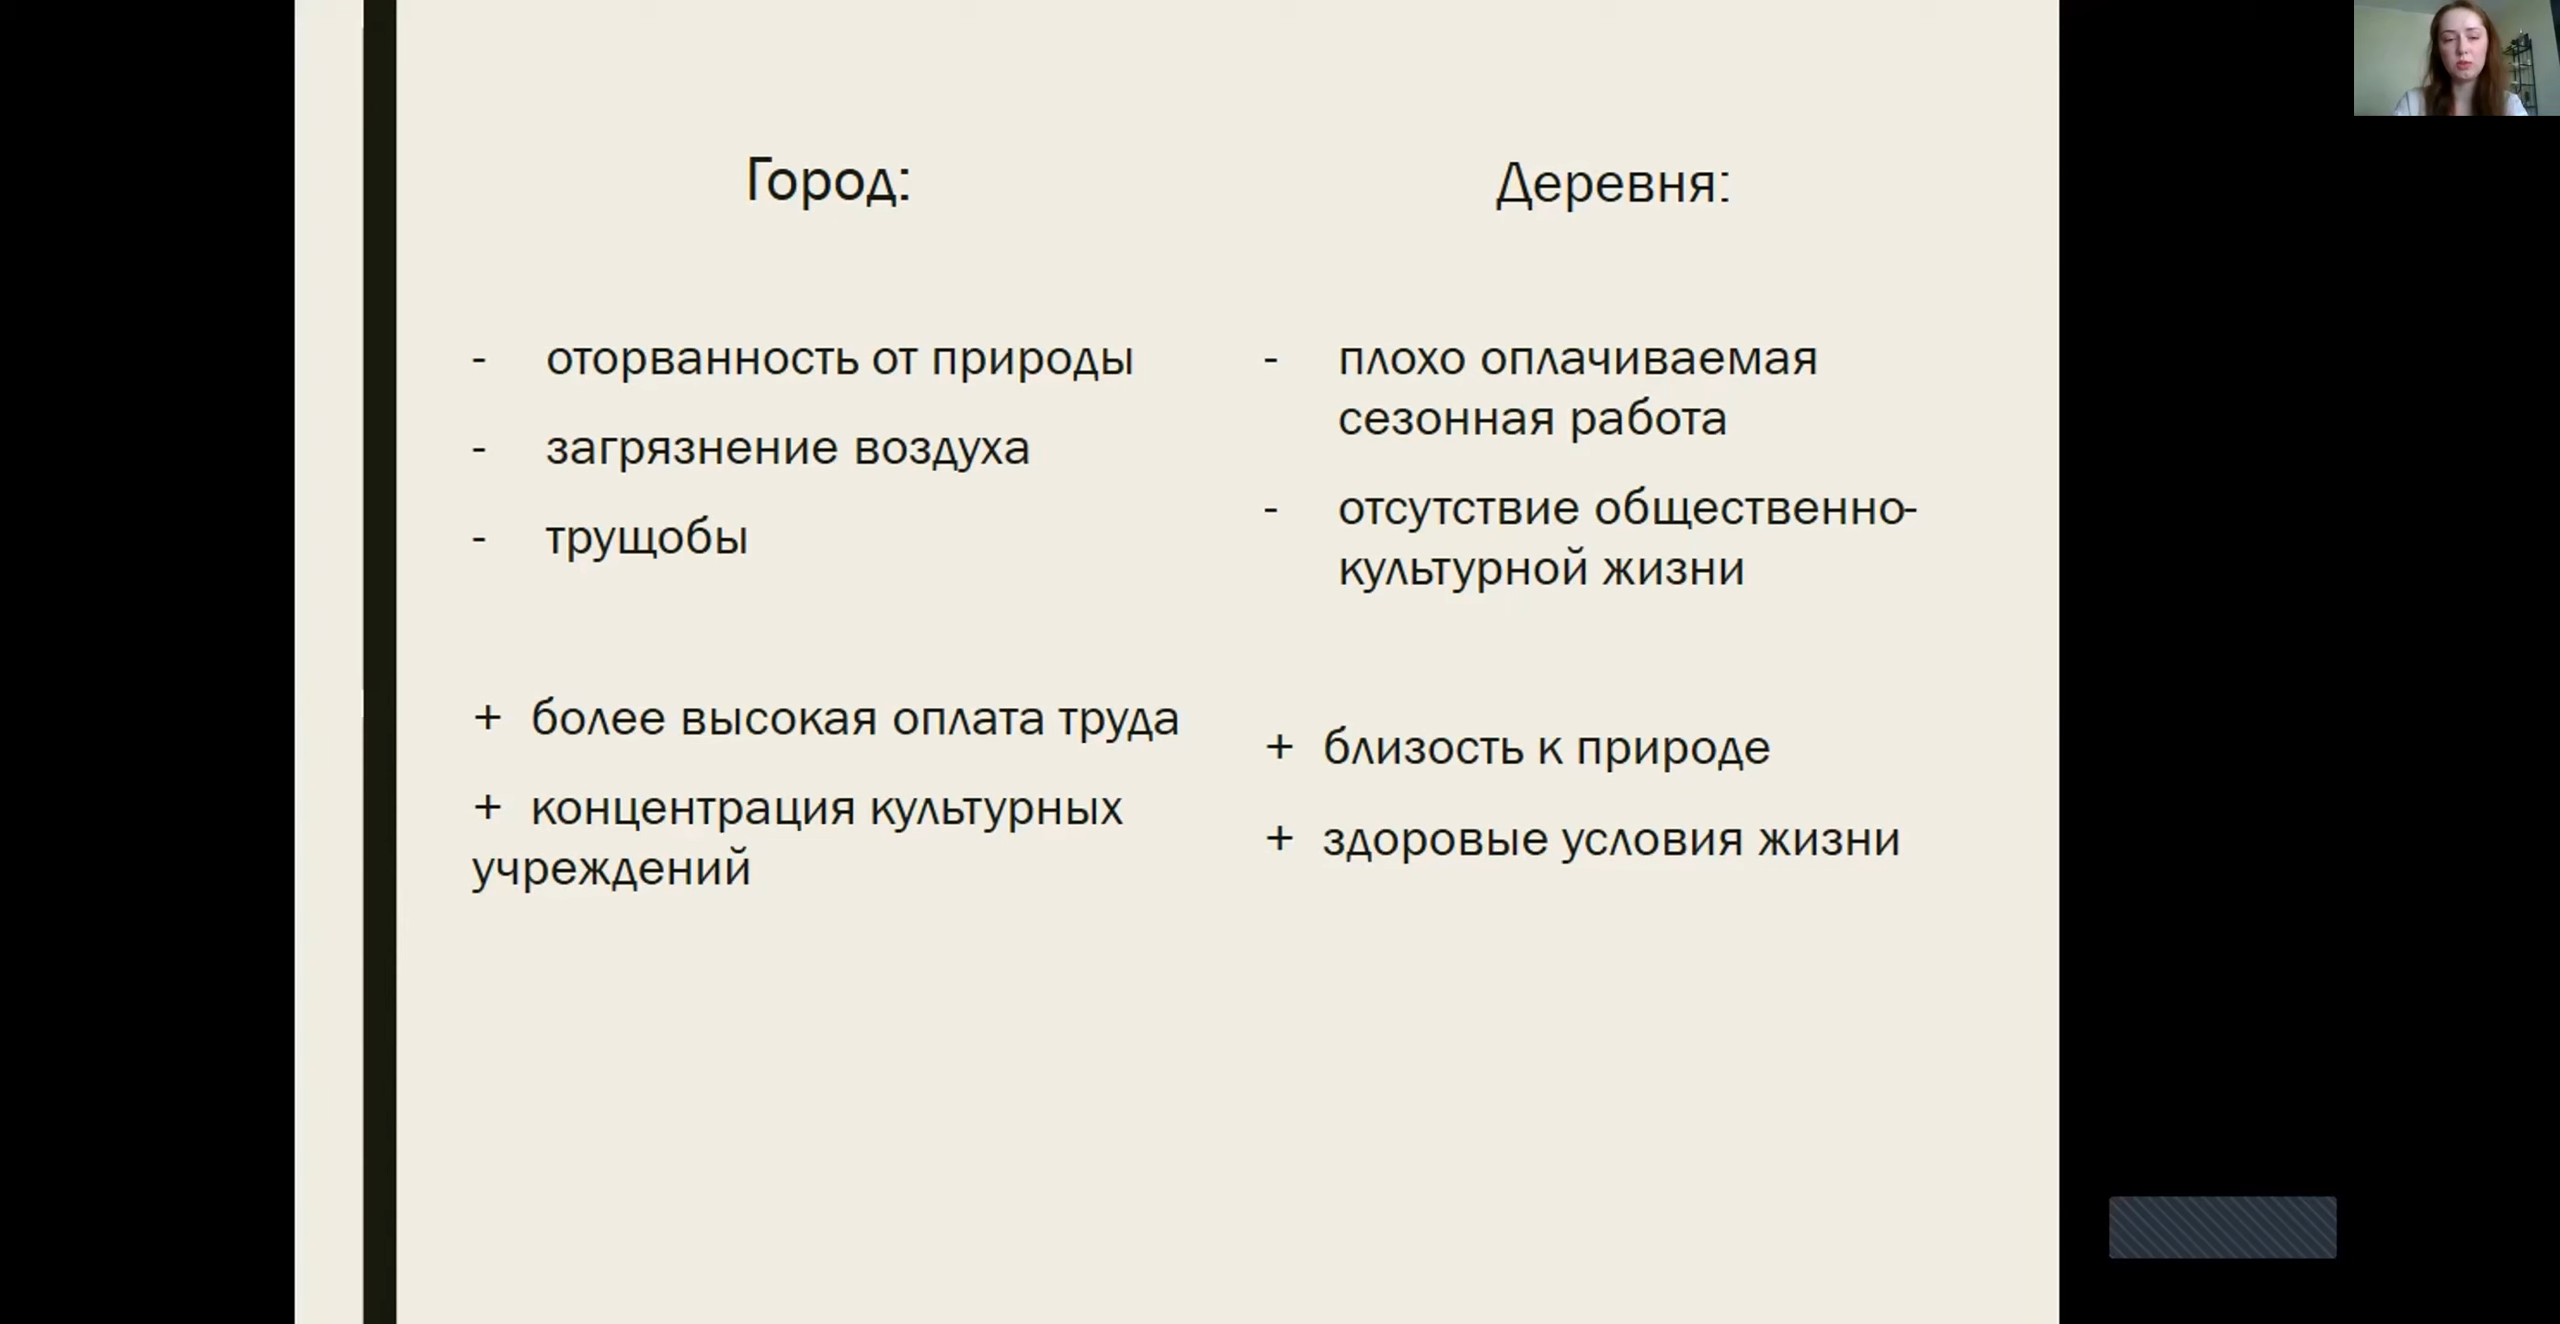 Город:
- оторванность от природы
- загрязнение воздуха
- трущобы
+ более высокая оплата труда
+ концентрация культурных
учреждений
Деревня:
- плохо оплачиваемая
сезонная работа
- отсутствие общественно-
культурной жизни
+ близость к природе
+ здоровые условия жизни